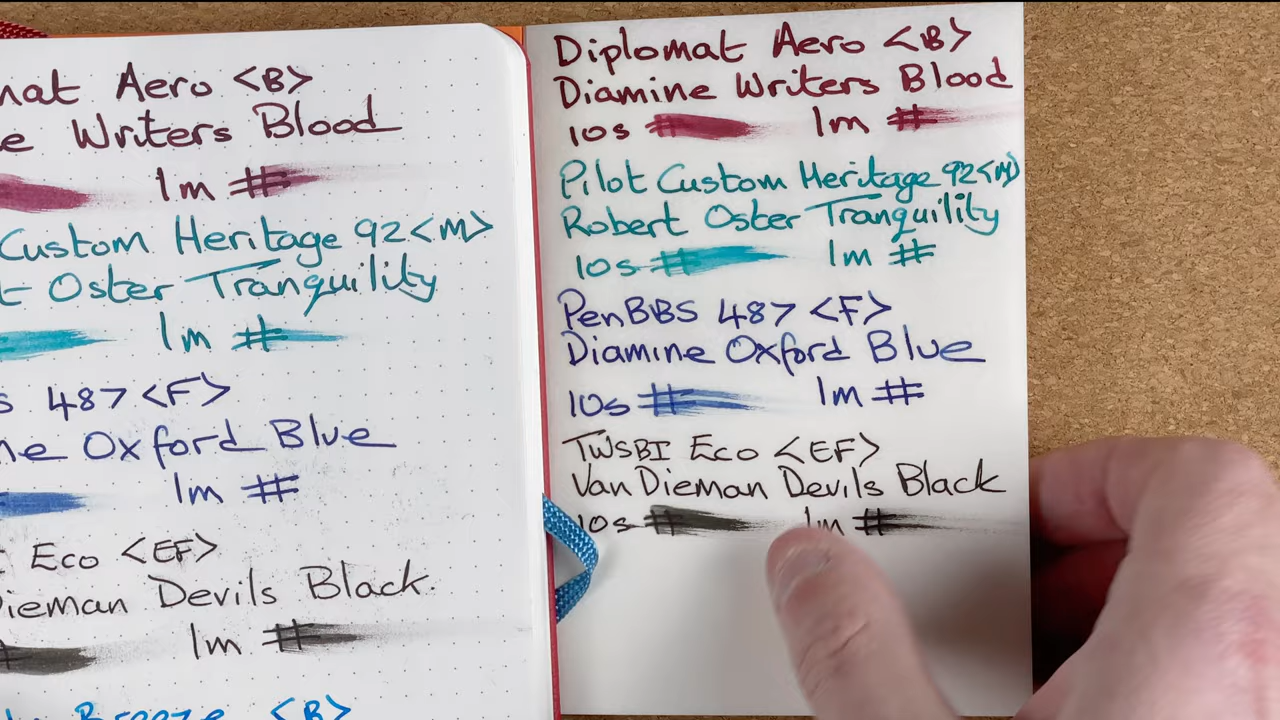 mat Aero <B>
e Writers Blood
1m #
Custom Heritage 92 <M>
t Oster Tranquility
1m #
s 487 <F>
ne Oxford Blue
1m #
Eco <EF>
Dieman Devils Black.
1m #
Breeze <B>
Diplomat Aero <B>
Diamine Writers Blood
10s # 1m #
Pilot Custom Heritage 92 <M>
Robert Oster Tranquility
10s # 1m #
PenBBS 487 <F>
Diamine Oxford Blue
10s # 1m #
TWSBI Eco <EF>
Van Dieman Devils Black
10s # 1m #